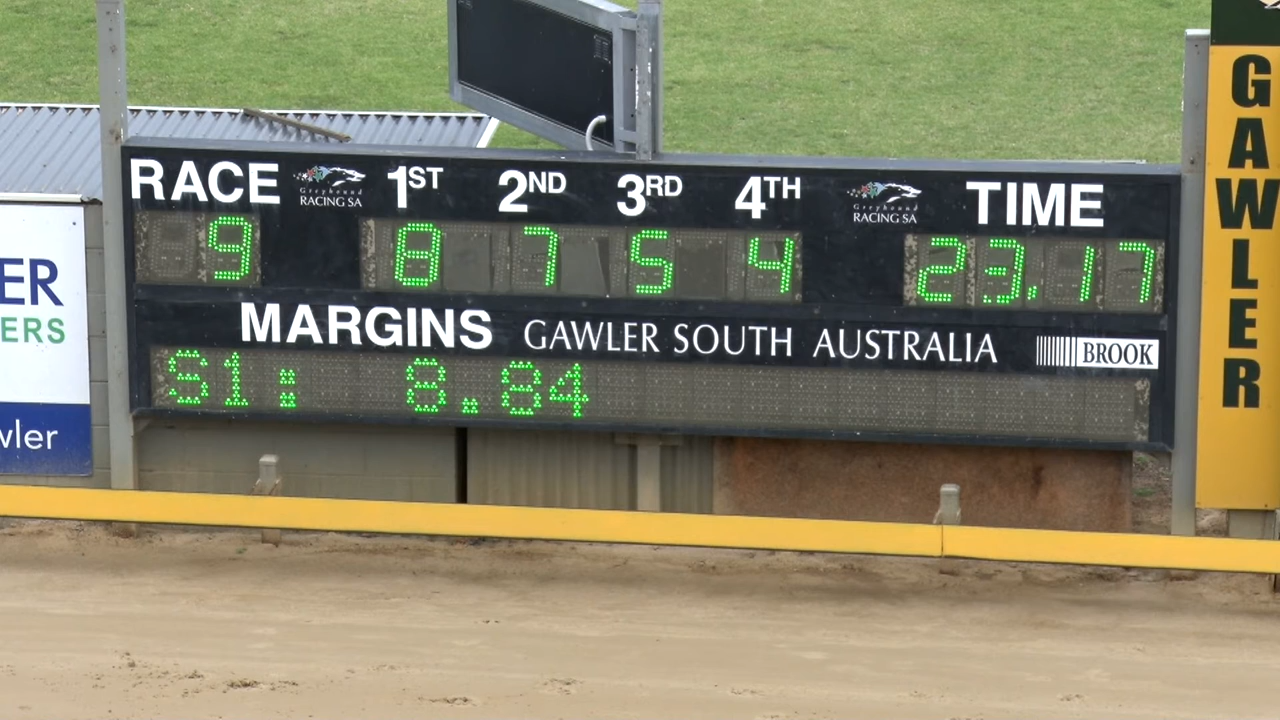 RACE Greyhound RACING SA 1ST 2ND 3RD 4TH Greyhound RACING SA TIME
9 8 7 5 4 23.17
MARGINS GAWLER SOUTH AUSTRALIA BROOK
S1: 8.84
GAWLER
ER
ERS
wler